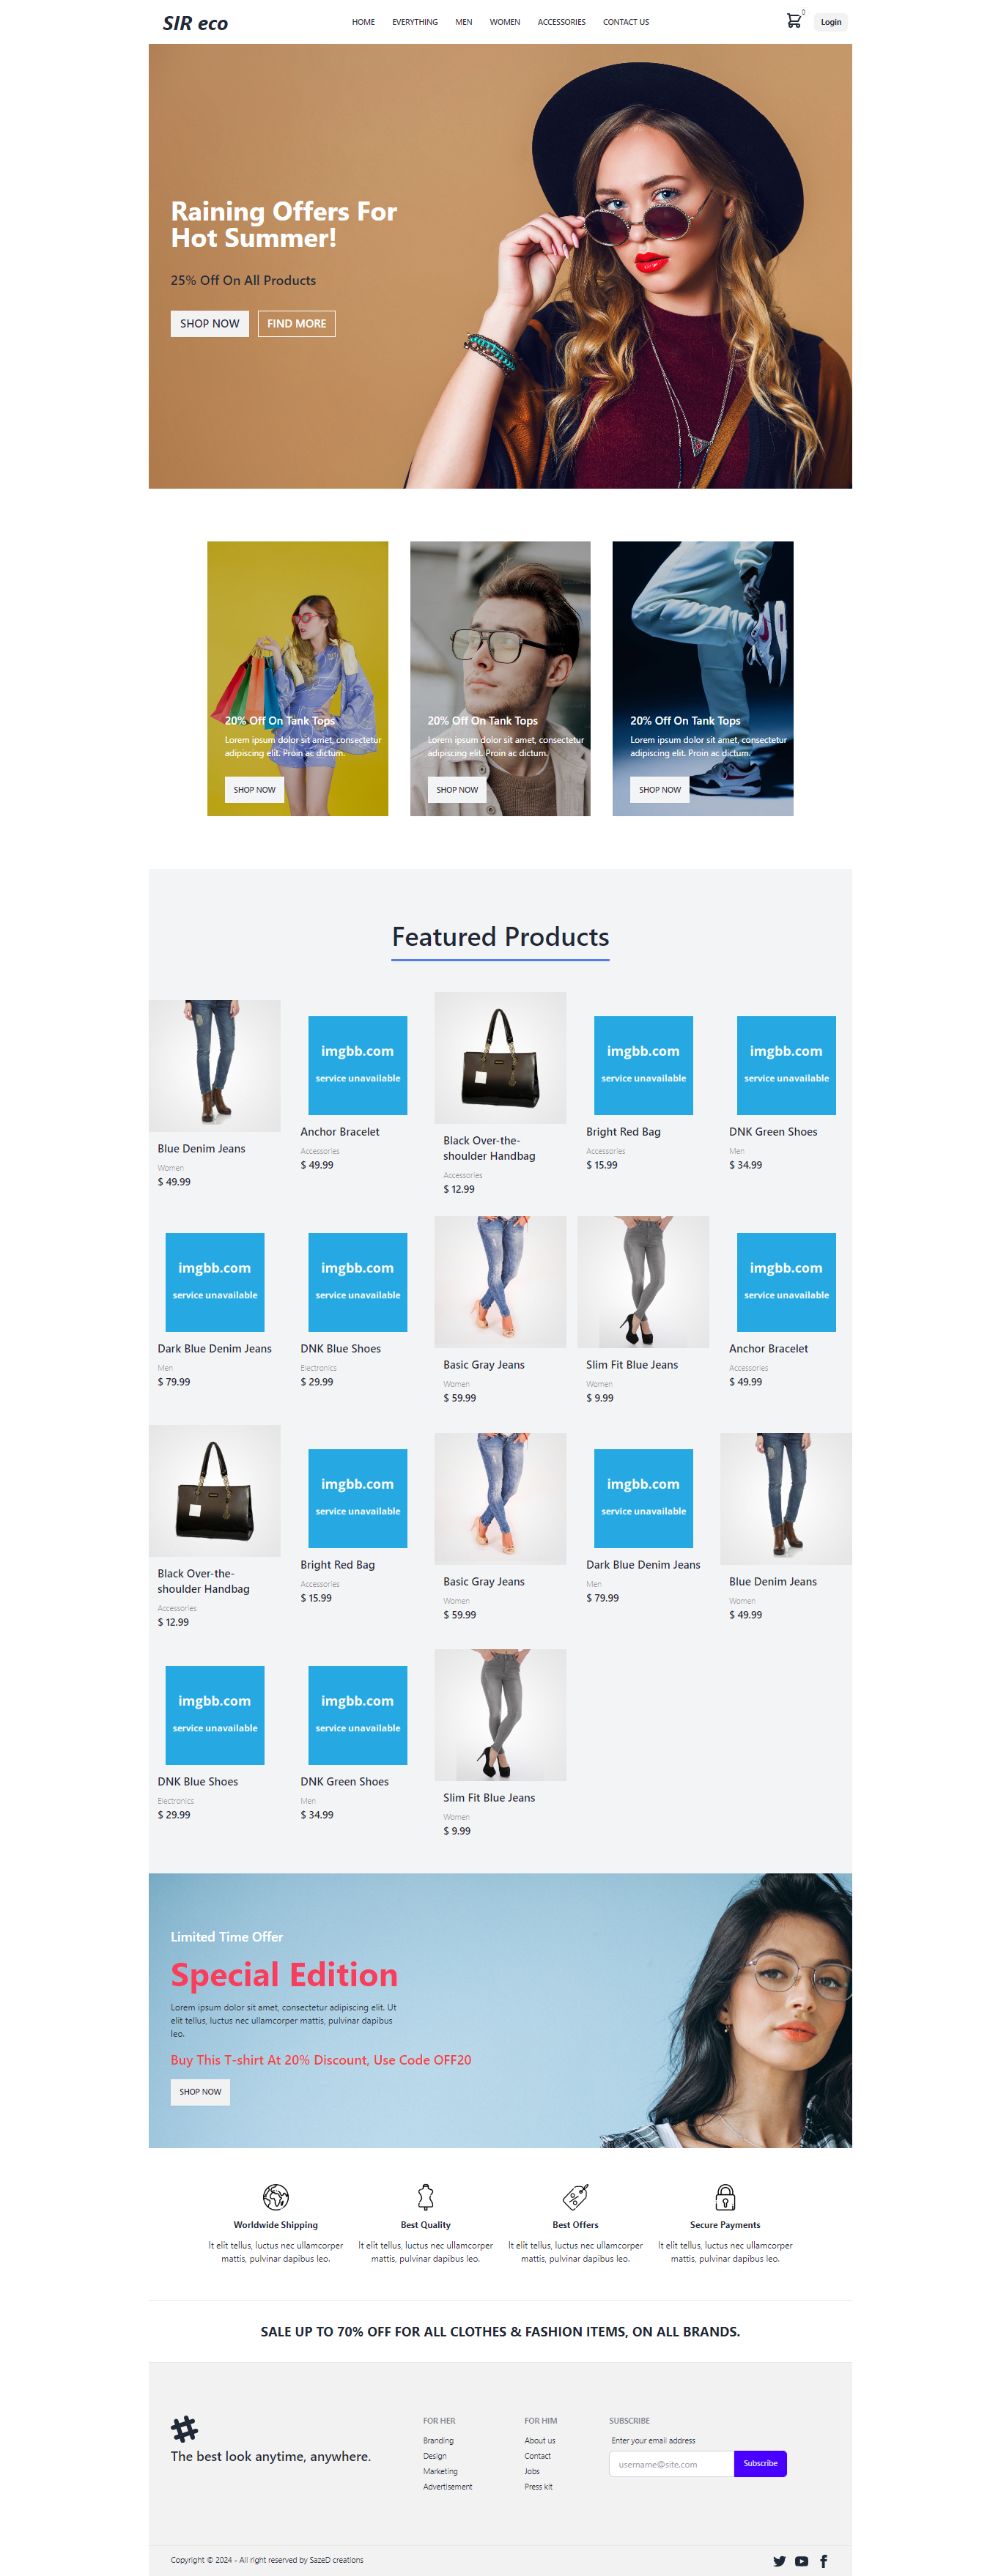 SIR eco
HOME EVERYTHING MEN WOMEN ACCESSORIES CONTACT US
0
Login
Raining Offers For
Hot Summer!
25% Off On All Products
SHOP NOW
FIND MORE
20% Off On Tank Tops
Lorem ipsum dolor sit amet, consectetur
adipiscing elit. Proin ac dictum.
SHOP NOW
20% Off On Tank Tops
Lorem ipsum dolor sit amet, consectetur
adipiscing elit. Proin ac dictum.
SHOP NOW
20% Off On Tank Tops
Lorem ipsum dolor sit amet, consectetur
adipiscing elit. Proin ac dictum.
SHOP NOW
Featured Products
Blue Denim Jeans
Women
$ 49.99
imgbb.com
service unavailable
Anchor Bracelet
Accessories
$ 49.99
Black Over-the-
shoulder Handbag
Accessories
$ 12.99
imgbb.com
service unavailable
Bright Red Bag
Accessories
$ 15.99
imgbb.com
service unavailable
DNK Green Shoes
Men
$ 34.99
imgbb.com
service unavailable
Dark Blue Denim Jeans
Men
$ 79.99
imgbb.com
service unavailable
DNK Blue Shoes
Electronics
$ 29.99
Basic Gray Jeans
Women
$ 59.99
Slim Fit Blue Jeans
Women
$ 9.99
imgbb.com
service unavailable
Anchor Bracelet
Accessories
$ 49.99
Black Over-the-
shoulder Handbag
Accessories
$ 12.99
imgbb.com
service unavailable
Bright Red Bag
Accessories
$ 15.99
Basic Gray Jeans
Women
$ 59.99
imgbb.com
service unavailable
Dark Blue Denim Jeans
Men
$ 79.99
Blue Denim Jeans
Women
$ 49.99
imgbb.com
service unavailable
DNK Blue Shoes
Electronics
$ 29.99
imgbb.com
service unavailable
DNK Green Shoes
Men
$ 34.99
Slim Fit Blue Jeans
Women
$ 9.99
Limited Time Offer
Special Edition
Lorem ipsum dolor sit amet, consectetur adipiscing elit. Ut
elit tellus, luctus nec ullamcorper mattis, pulvinar dapibus
leo.
Buy This T-shirt At 20% Discount, Use Code OFF20
SHOP NOW
Worldwide Shipping
It elit tellus, luctus nec ullamcorper
mattis, pulvinar dapibus leo.
Best Quality
It elit tellus, luctus nec ullamcorper
mattis, pulvinar dapibus leo.
Best Offers
It elit tellus, luctus nec ullamcorper
mattis, pulvinar dapibus leo.
Secure Payments
It elit tellus, luctus nec ullamcorper
mattis, pulvinar dapibus leo.
SALE UP TO 70% OFF FOR ALL CLOTHES & FASHION ITEMS, ON ALL BRANDS.
The best look anytime, anywhere.
FOR HER
Branding
Design
Marketing
Advertisement
FOR HIM
About us
Contact
Jobs
Press kit
SUBSCRIBE
Enter your email address
username@site.com
Subscribe
Copyright © 2024 - All right reserved by SazeD creations